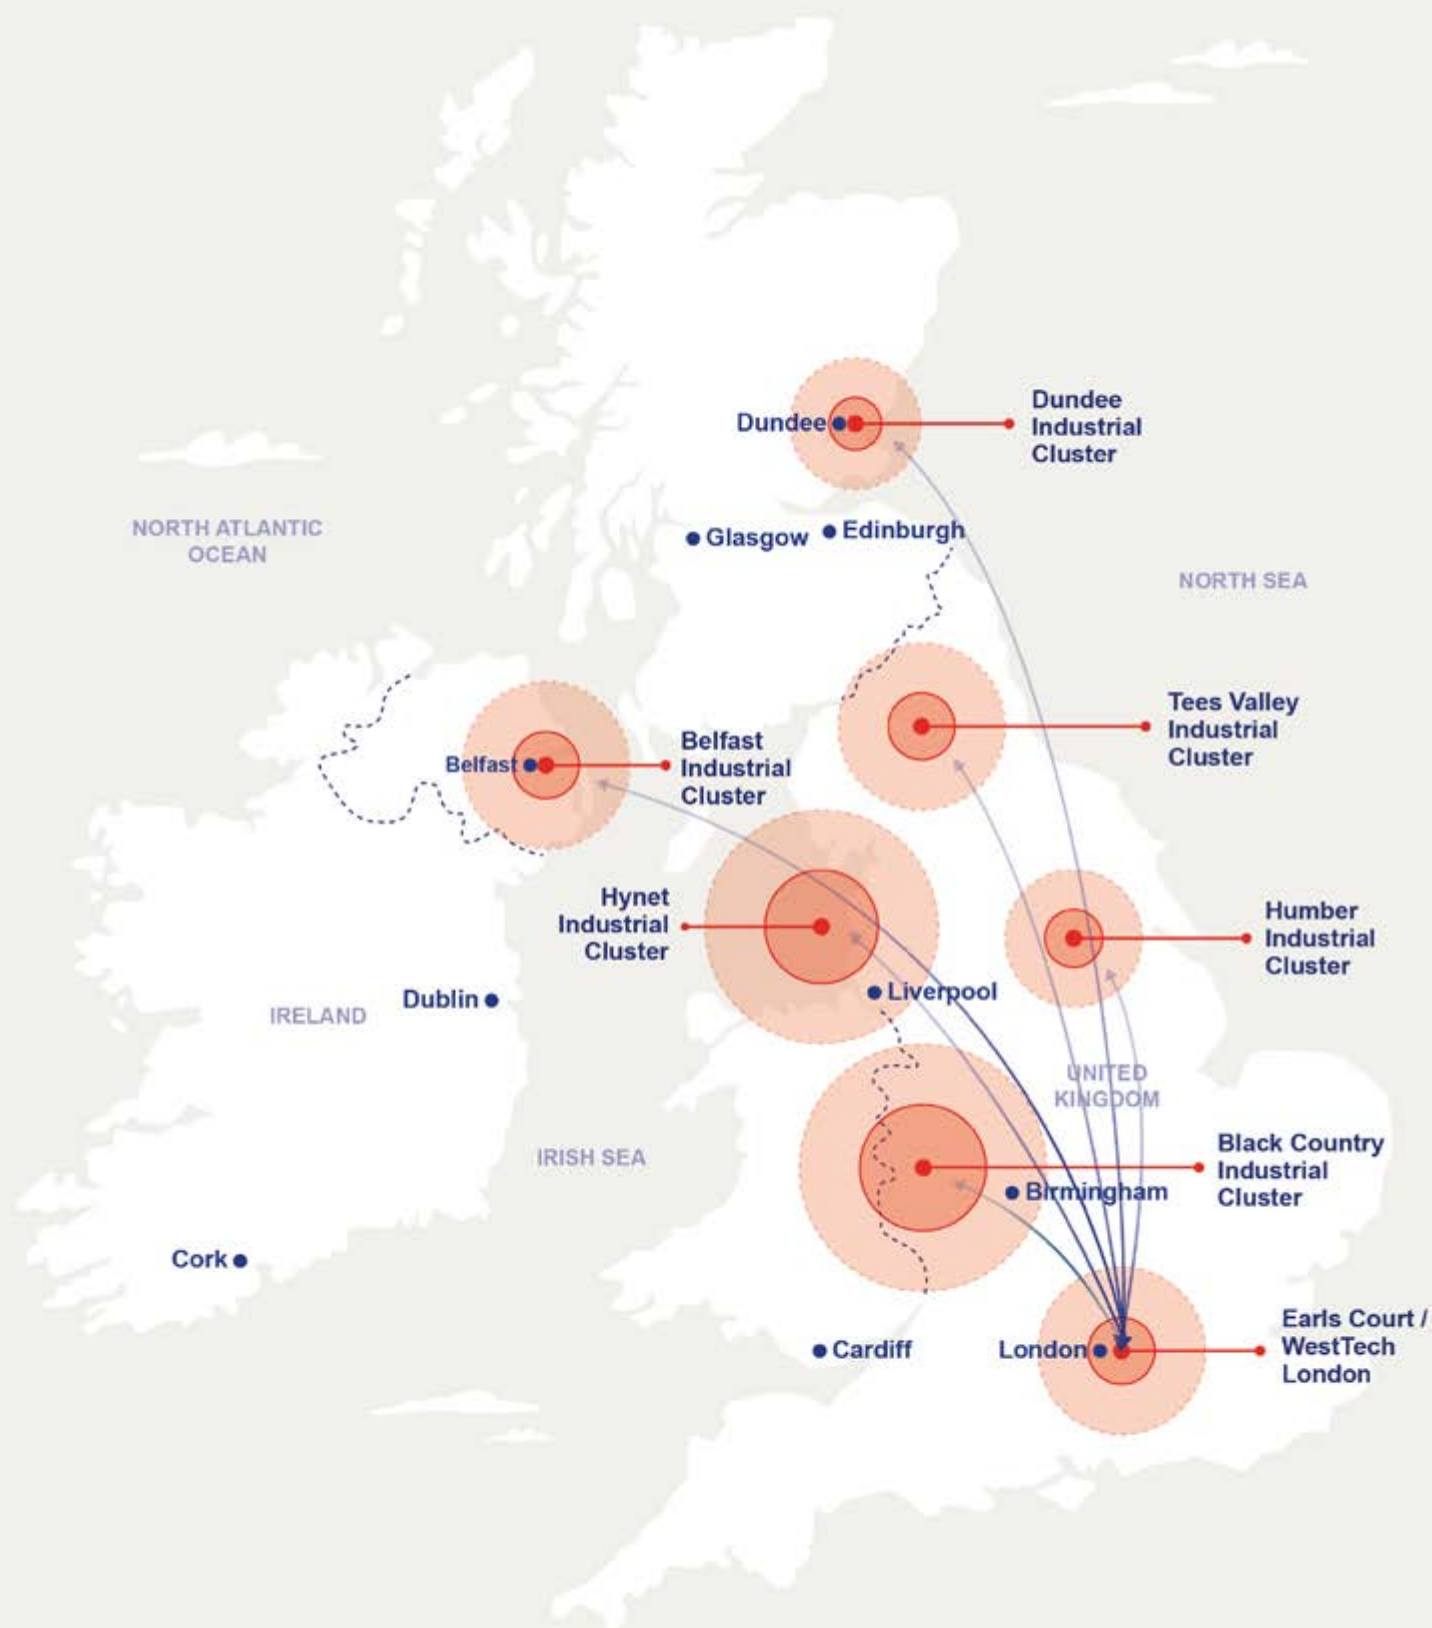 Dundee
Dundee
Industrial
Cluster
NORTH ATLANTIC
OCEAN
Glasgow
Edinburgh
NORTH SEA
Tees Valley
Industrial
Cluster
Belfast
Belfast
Industrial
Cluster
Hynet
Industrial
Cluster
Humber
Industrial
Cluster
Liverpool
Dublin
IRELAND
UNITED
KINGDOM
IRISH SEA
Black Country
Industrial
Cluster
Birmingham
Cork
Cardiff
London
Earls Court /
WestTech
London